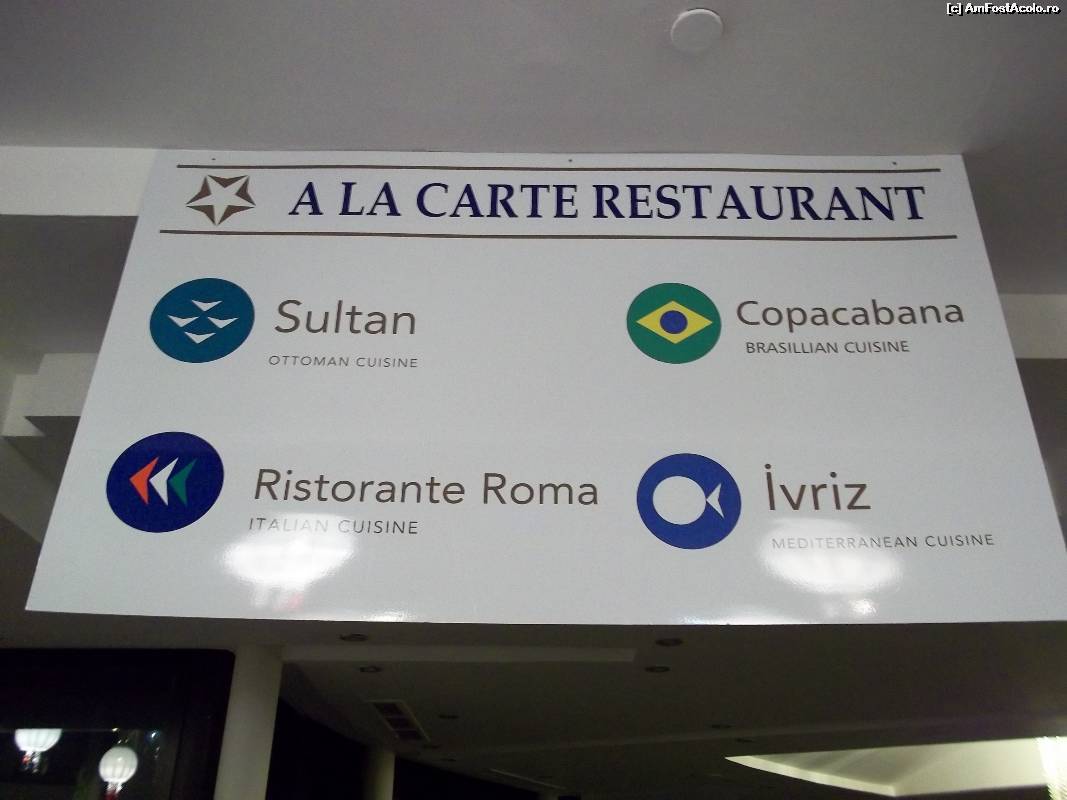 [c] AmFostAcolo.ro
A LA CARTE RESTAURANT
Sultan
OTTOMAN CUISINE
Copacabana
BRASILLIAN CUISINE
Ristorante Roma
ITALIAN CUISINE
İvriz
MEDITERRANEAN CUISINE